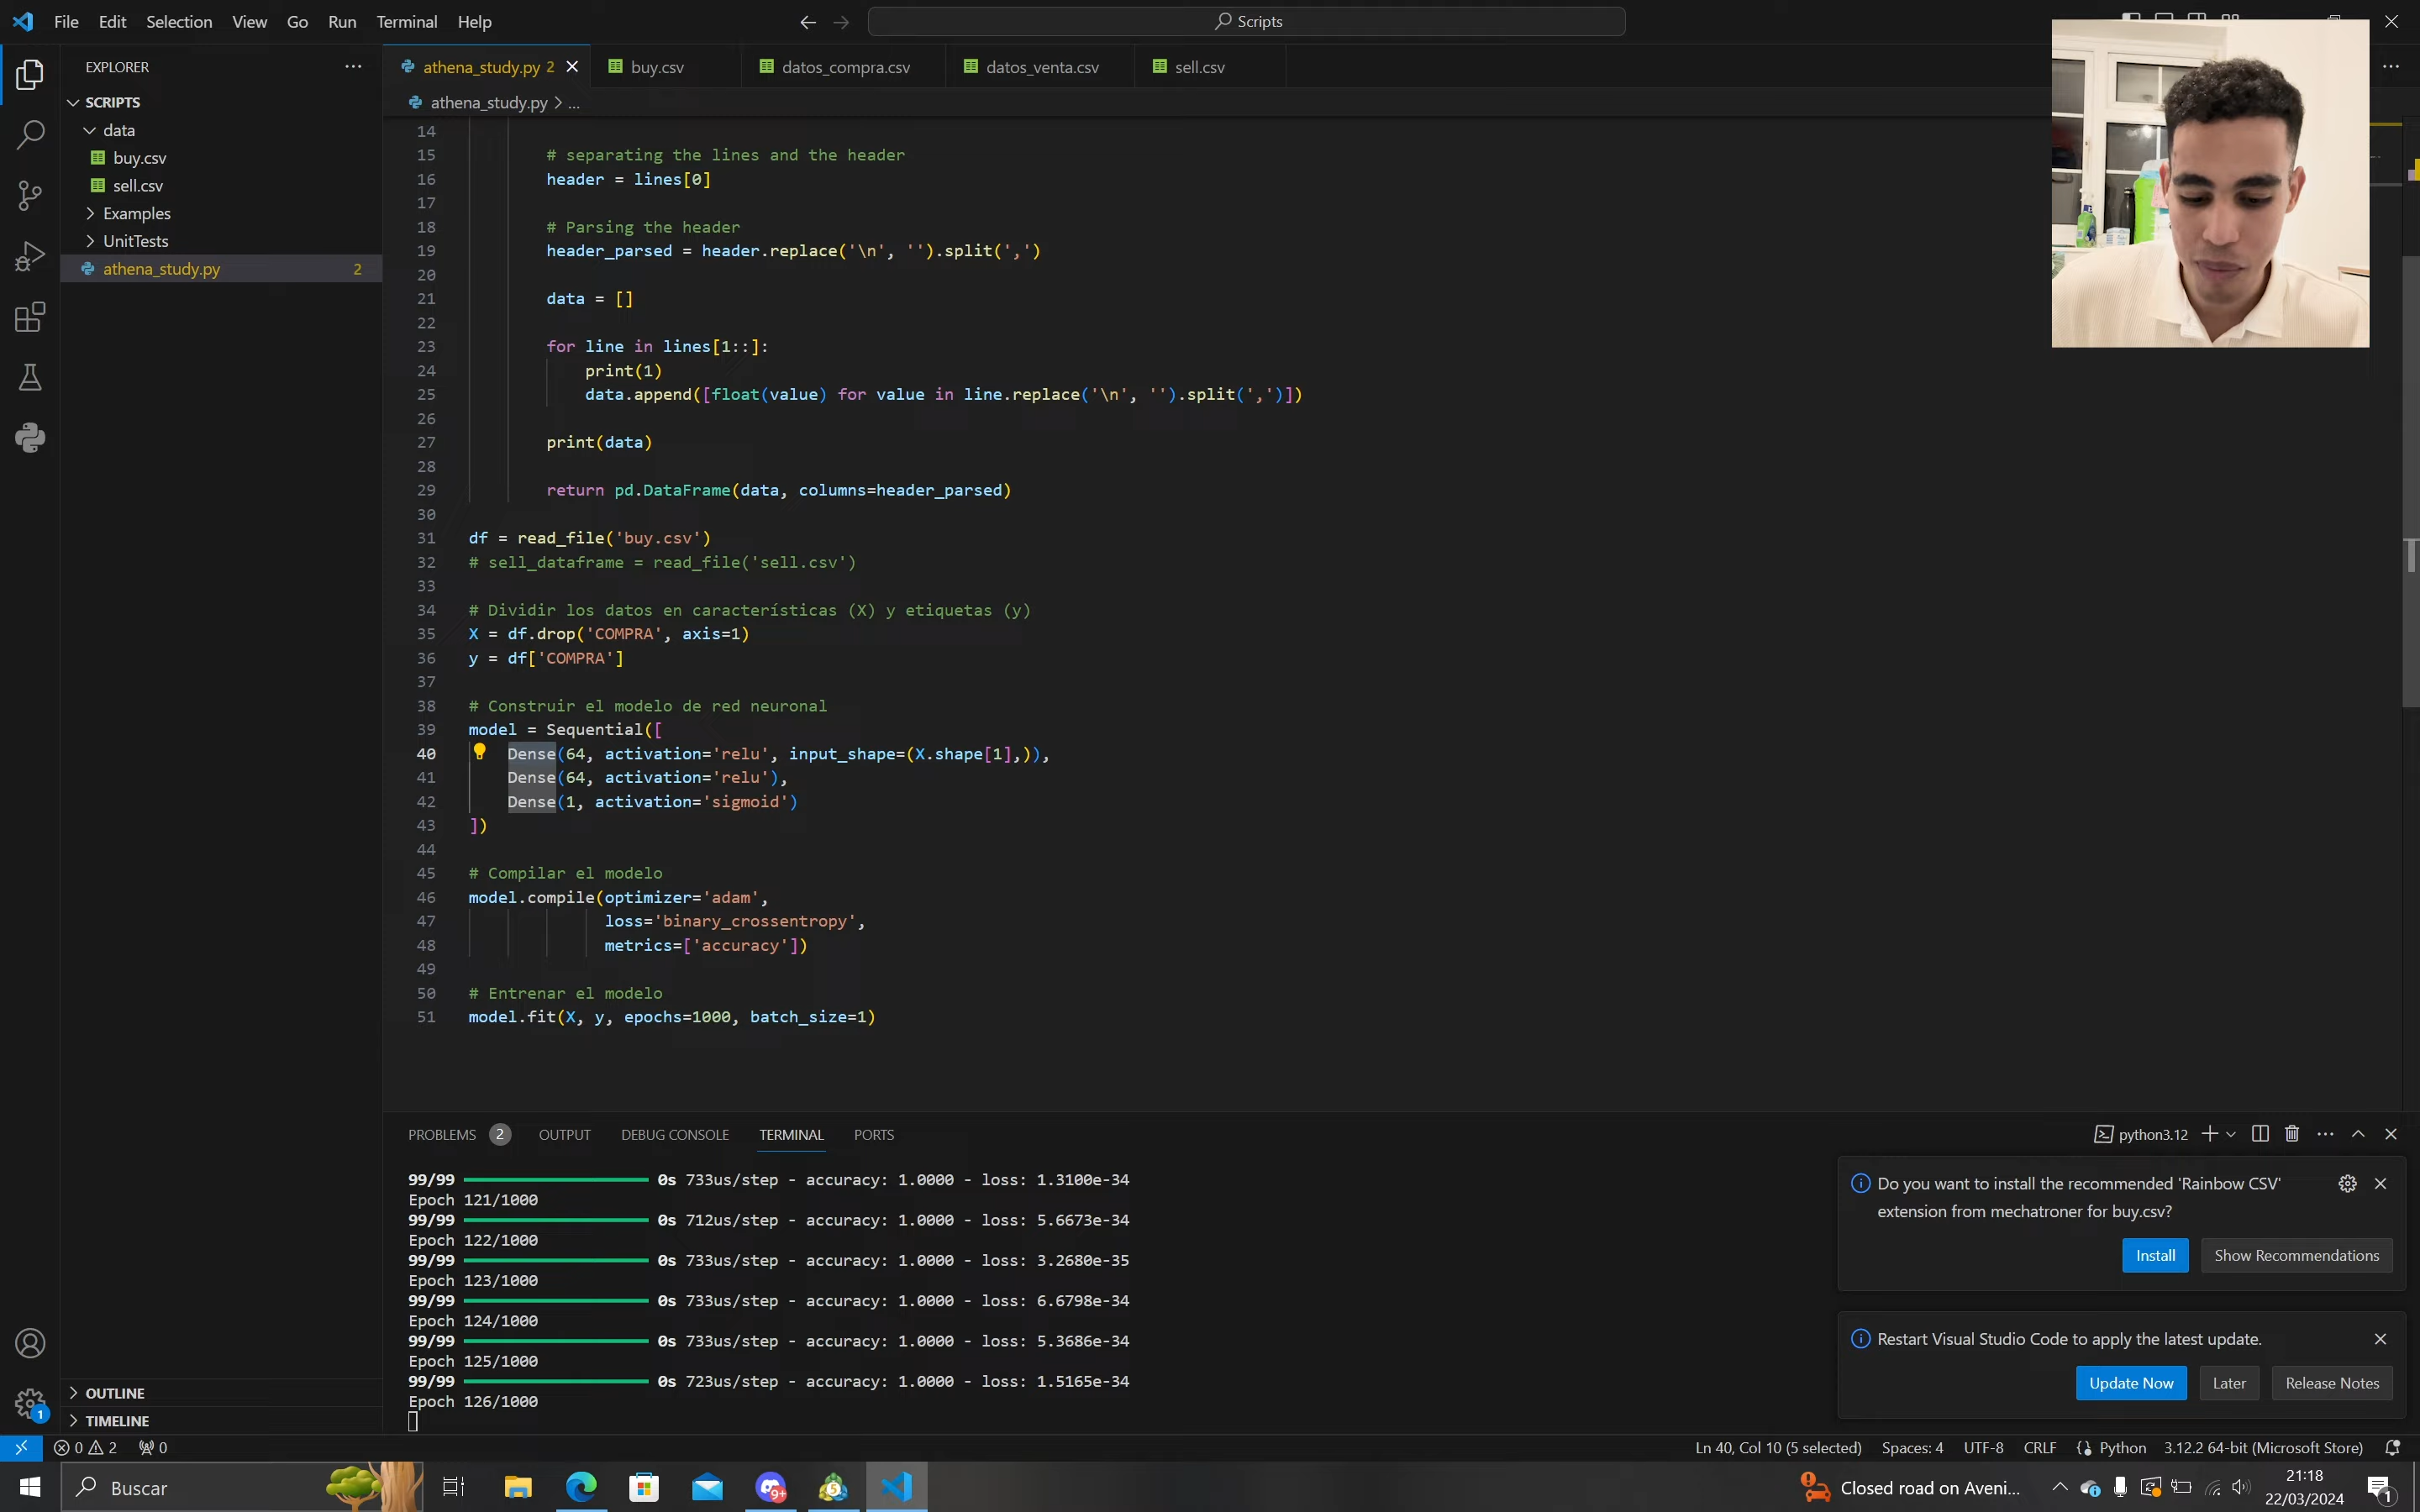 File Edit Selection View Go Run Terminal Help
Scripts
EXPLORER
SCRIPTS
data
buy.csv
sell.csv
Examples
UnitTests
athena_study.py 2
OUTLINE
TIMELINE
athena_study.py 2 buy.csv datos_compra.csv datos_venta.csv sell.csv
athena_study.py > ...
14
15 # separating the lines and the header
16 header = lines[0]
17
18 # Parsing the header
19 header_parsed = header.replace('\n', '').split(',')
20
21 data = []
22
23 for line in lines[1::]:
24 print(1)
25 data.append([float(value) for value in line.replace('\n', '').split(',')])
26
27 print(data)
28
29 return pd.DataFrame(data, columns=header_parsed)
30
31 df = read_file('buy.csv')
32 # sell_dataframe = read_file('sell.csv')
33
34 # Dividir los datos en características (X) y etiquetas (y)
35 X = df.drop('COMPRA', axis=1)
36 y = df['COMPRA']
37
38 # Construir el modelo de red neuronal
39 model = Sequential([
40 Dense(64, activation='relu', input_shape=(X.shape[1],)),
41 Dense(64, activation='relu'),
42 Dense(1, activation='sigmoid')
43 ])
44
45 # Compilar el modelo
46 model.compile(optimizer='adam',
47 loss='binary_crossentropy',
48 metrics=['accuracy'])
49
50 # Entrenar el modelo
51 model.fit(X, y, epochs=1000, batch_size=1)
PROBLEMS 2 OUTPUT DEBUG CONSOLE TERMINAL PORTS
python3.12
99/99 0s 733us/step - accuracy: 1.0000 - loss: 1.3100e-34
Epoch 121/1000
99/99 0s 712us/step - accuracy: 1.0000 - loss: 5.6673e-34
Epoch 122/1000
99/99 0s 733us/step - accuracy: 1.0000 - loss: 3.2680e-35
Epoch 123/1000
99/99 0s 733us/step - accuracy: 1.0000 - loss: 6.6798e-34
Epoch 124/1000
99/99 0s 733us/step - accuracy: 1.0000 - loss: 5.3686e-34
Epoch 125/1000
99/99 0s 723us/step - accuracy: 1.0000 - loss: 1.5165e-34
Epoch 126/1000
Do you want to install the recommended 'Rainbow CSV'
extension from mechatroner for buy.csv?
Install Show Recommendations
Restart Visual Studio Code to apply the latest update.
Update Now Later Release Notes
1
0 2 0
Ln 40, Col 10 (5 selected) Spaces: 4 UTF-8 CRLF Python 3.12.2 64-bit (Microsoft Store)
Buscar
9+
5
Closed road on Aveni...
21:18
22/03/2024
1